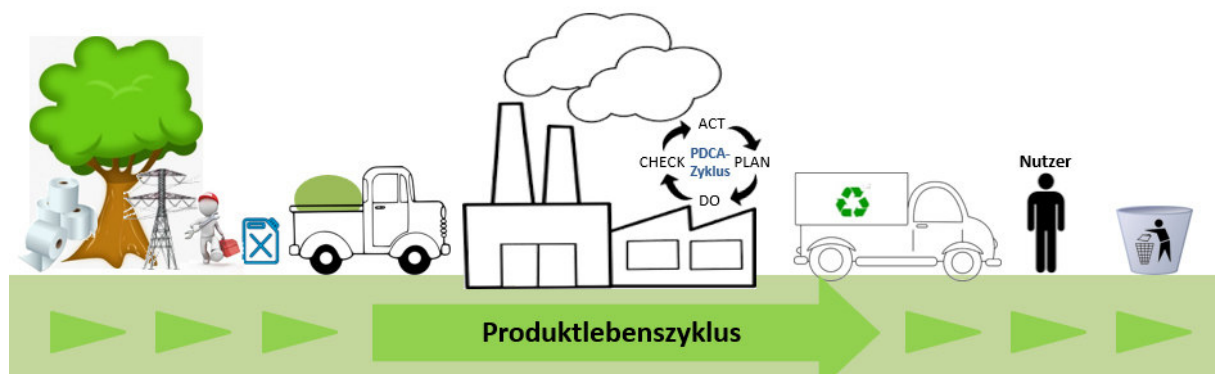 ACT
CHECK
PDCA-
Zyklus
PLAN
DO
Nutzer
Produktlebenszyklus